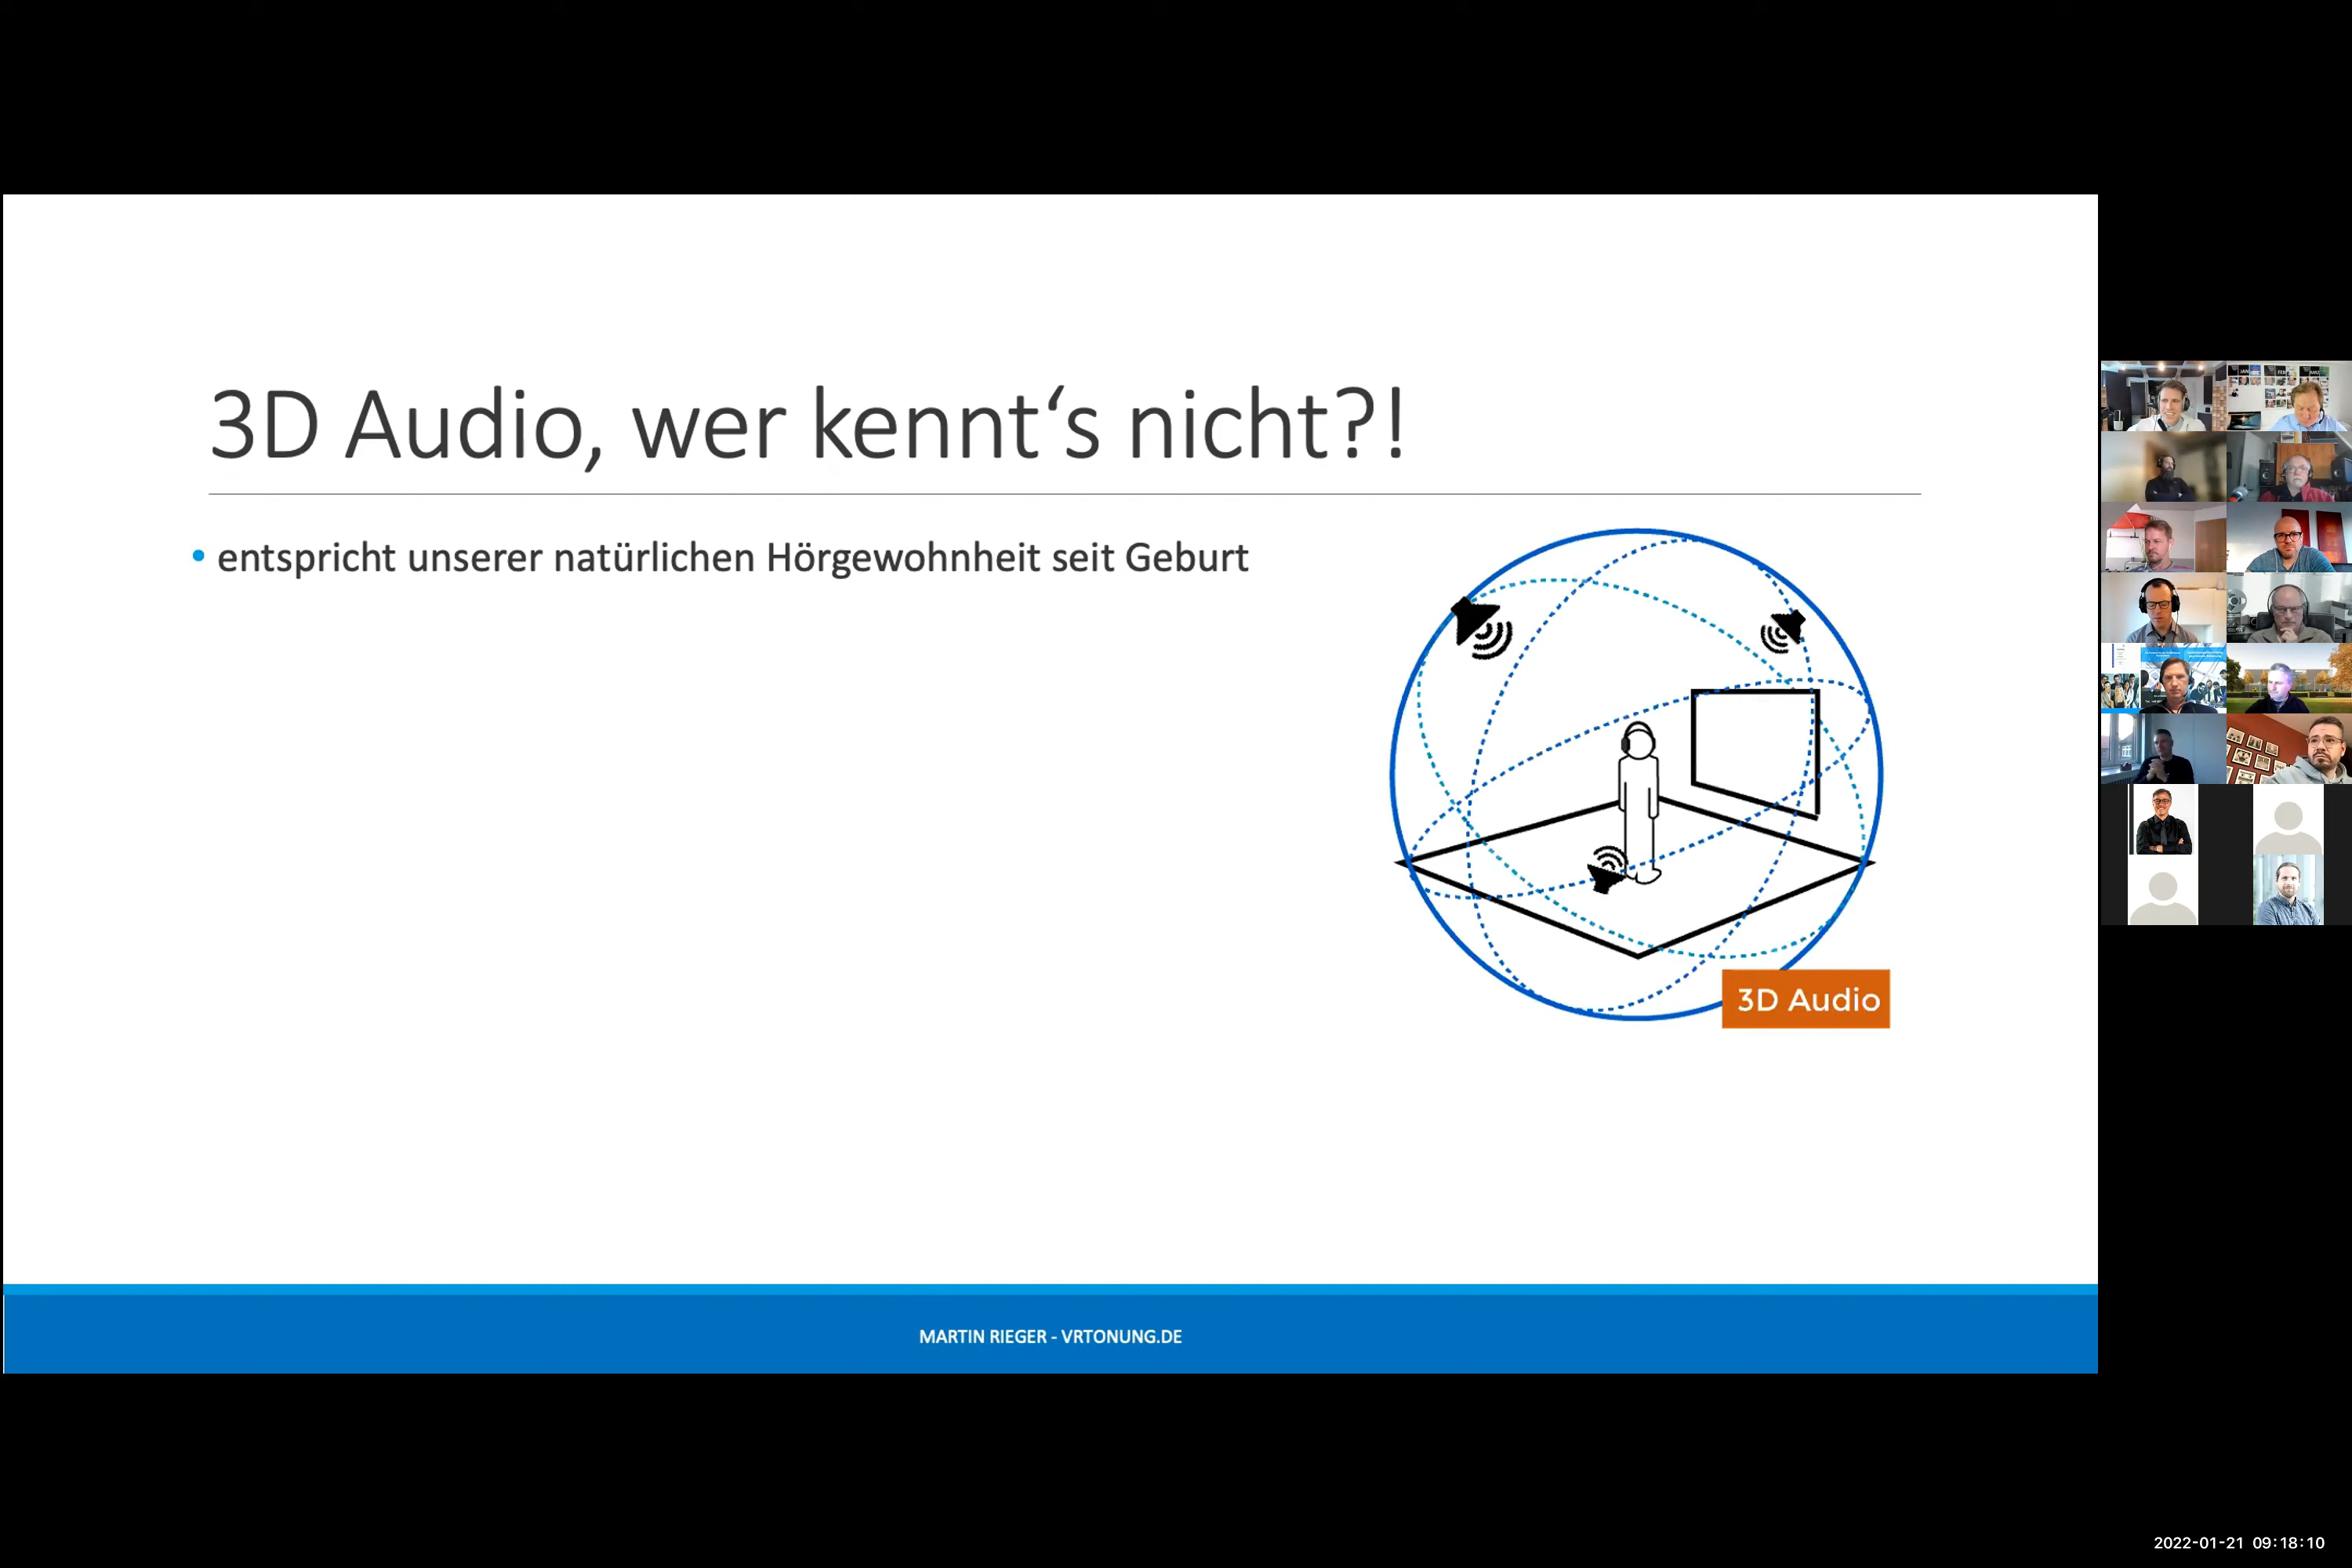 3D Audio, wer kennt‘s nicht?!
• entspricht unserer natürlichen Hörgewohnheit seit Geburt
3D Audio
MARTIN RIEGER - VRTONUNG.DE
2022-01-21 09:18:10